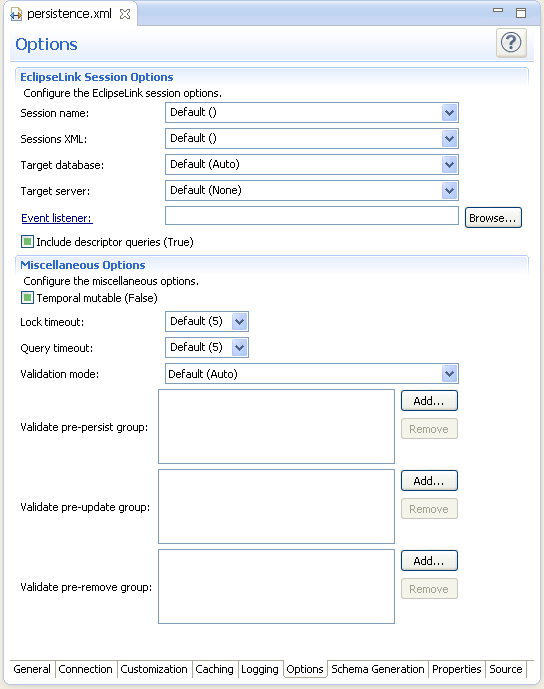 persistence.xml
Options
EclipseLink Session Options
Configure the EclipseLink session options.
Session name: Default ()
Sessions XML: Default ()
Target database: Default (Auto)
Target server: Default (None)
Event listener: Browse...
Include descriptor queries (True)
Miscellaneous Options
Configure the miscellaneous options.
Temporal mutable (False)
Lock timeout: Default (5)
Query timeout: Default (5)
Validation mode: Default (Auto)
Add...
Validate pre-persist group: Remove
Add...
Validate pre-update group: Remove
Add...
Validate pre-remove group: Remove
General Connection Customization Caching Logging Options Schema Generation Properties Source